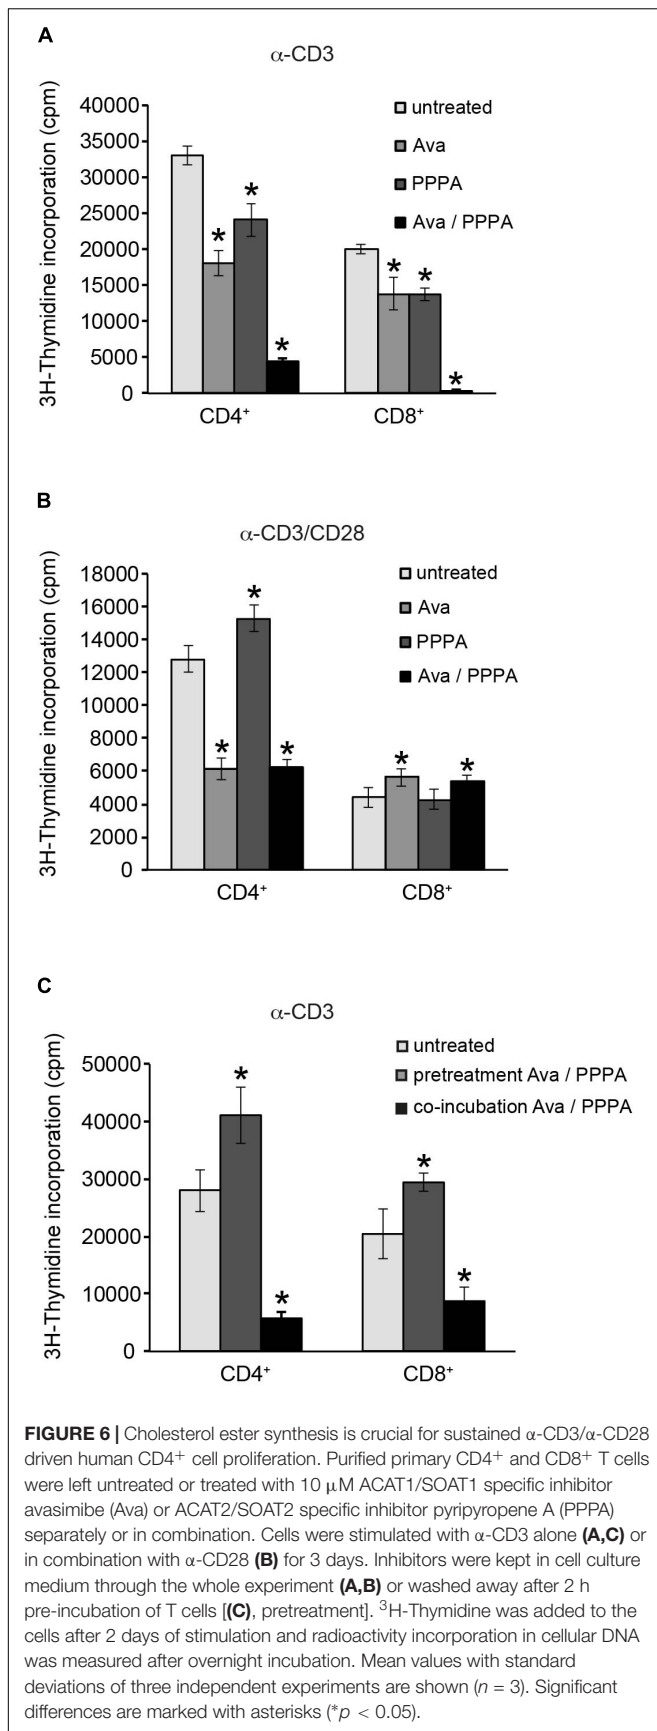 A
α-CD3
3H-Thymidine incorporation (cpm)
40000
35000
30000
25000
20000
15000
10000
5000
0
untreated
Ava
PPPA
Ava / PPPA
*
*
*
*
*
*
CD4⁺
CD8⁺
B
α-CD3/CD28
3H-Thymidine incorporation (cpm)
18000
16000
14000
12000
10000
8000
6000
4000
2000
0
untreated
Ava
PPPA
Ava / PPPA
*
*
*
*
*
CD4⁺
CD8⁺
C
α-CD3
3H-Thymidine incorporation (cpm)
50000
40000
30000
20000
10000
0
untreated
pretreatment Ava / PPPA
co-incubation Ava / PPPA
*
*
*
*
CD4⁺
CD8⁺
FIGURE 6 | Cholesterol ester synthesis is crucial for sustained α-CD3/α-CD28
driven human CD4⁺ cell proliferation. Purified primary CD4⁺ and CD8⁺ T cells
were left untreated or treated with 10 μM ACAT1/SOAT1 specific inhibitor
avasimibe (Ava) or ACAT2/SOAT2 specific inhibitor pyripyropene A (PPPA)
separately or in combination. Cells were stimulated with α-CD3 alone (A,C) or
in combination with α-CD28 (B) for 3 days. Inhibitors were kept in cell culture
medium through the whole experiment (A,B) or washed away after 2 h
pre-incubation of T cells [(C), pretreatment]. ³H-Thymidine was added to the
cells after 2 days of stimulation and radioactivity incorporation in cellular DNA
was measured after overnight incubation. Mean values with standard
deviations of three independent experiments are shown (n = 3). Significant
differences are marked with asterisks (*p < 0.05).